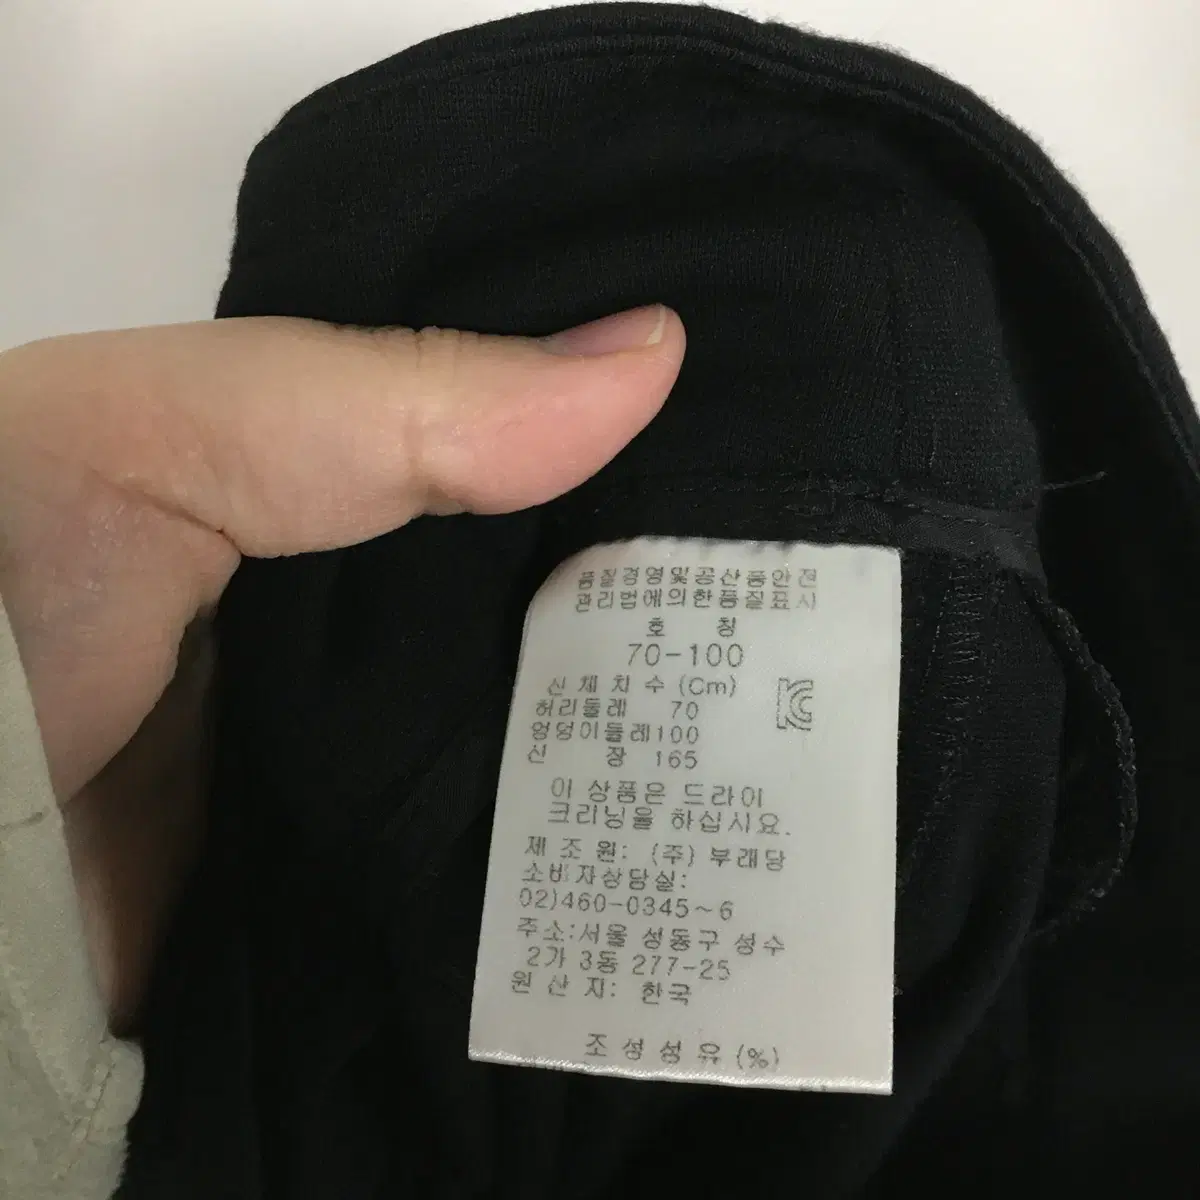 품질경영및공산품안전
관리법에의한품질표시
호 칭
70-100
신체치수(Cm)
허리둘레 70
엉덩이둘레100
신 장 165
KC
이 상품은 드라이
크리닝을 하십시요.
제 조 원: (주) 부래당
소비자상담실:
02)460-0345~6
주소:서울 성동구 성수
2가 3동 277-25
원 산 지: 한국
조 성 섬 유 (%)